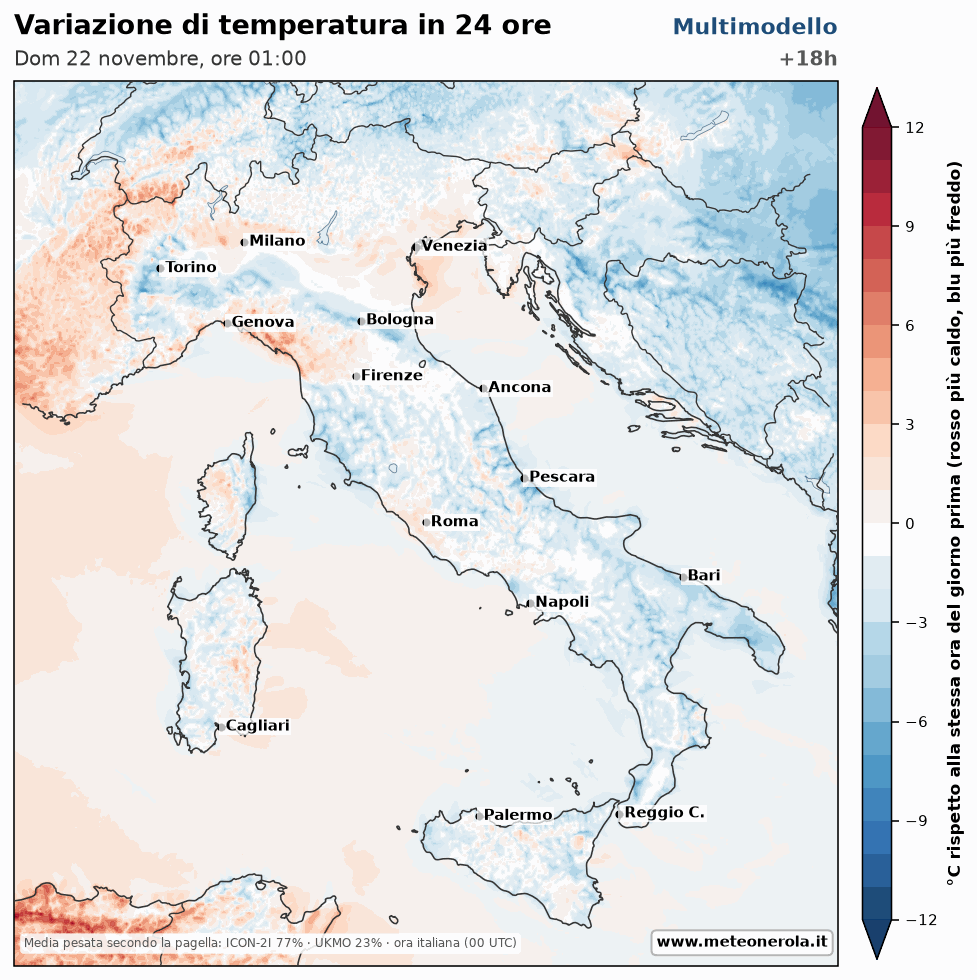 Variazione di temperatura in 24 ore
Multimodello
Dom 22 novembre, ore 01:00
+18h
Milano
Venezia
Torino
Genova
Bologna
Firenze
Ancona
Pescara
Roma
Bari
Napoli
Cagliari
Palermo
Reggio C.
Media pesata secondo la pagella: ICON-2I 77% · UKMO 23% · ora italiana (00 UTC)
www.meteonerola.it
12
9
6
3
0
−3
−6
−9
−12
°C rispetto alla stessa ora del giorno prima (rosso più caldo, blu più freddo)